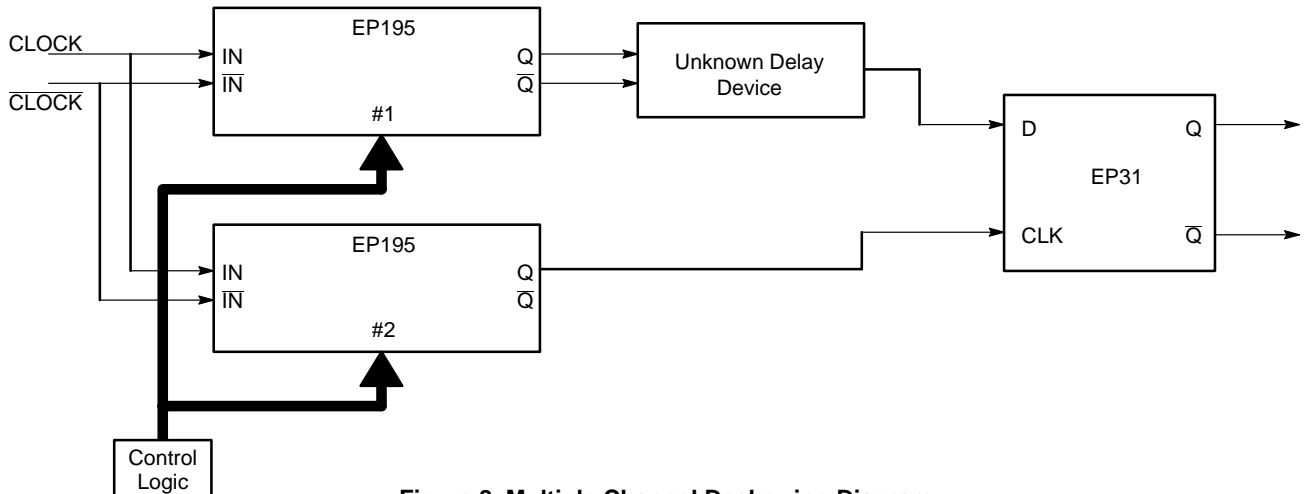 CLOCK
CLOCK
EP195
IN
IN
Q
Q
#1
Unknown Delay
Device
D
CLK
EP31
Q
Q
EP195
IN
IN
Q
Q
#2
Control
Logic